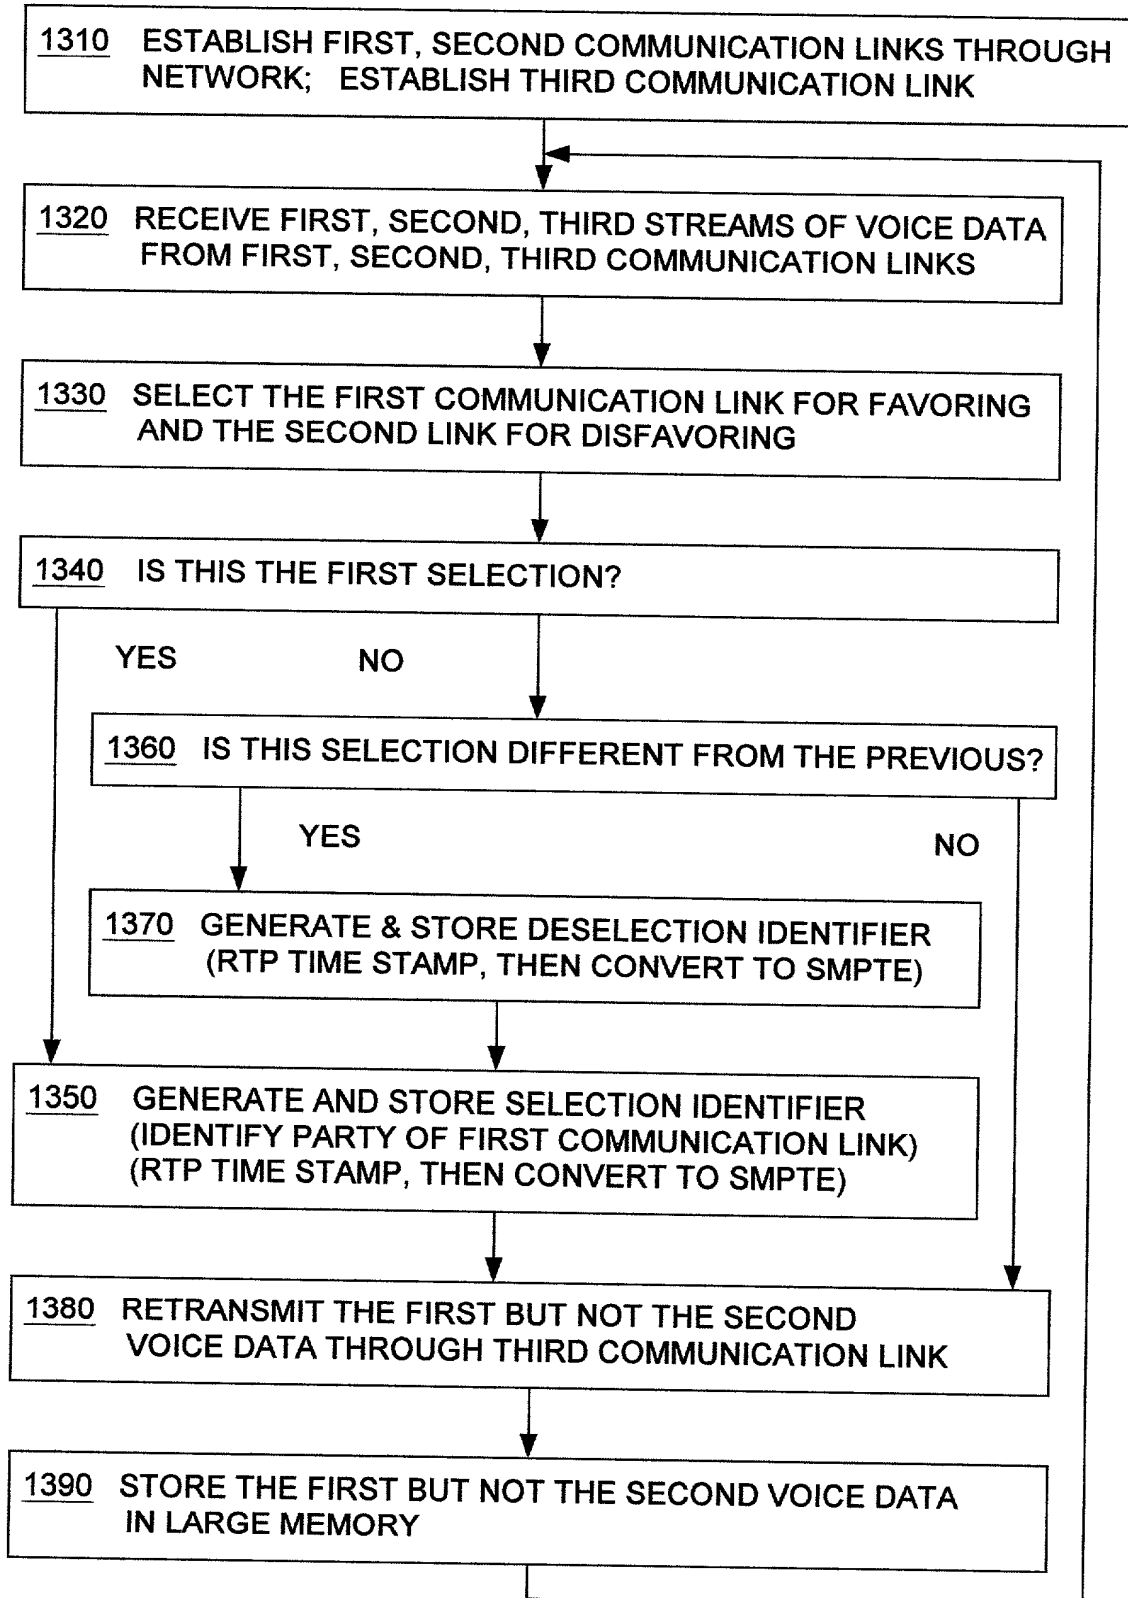 1310 ESTABLISH FIRST, SECOND COMMUNICATION LINKS THROUGH
NETWORK; ESTABLISH THIRD COMMUNICATION LINK
1320 RECEIVE FIRST, SECOND, THIRD STREAMS OF VOICE DATA
FROM FIRST, SECOND, THIRD COMMUNICATION LINKS
1330 SELECT THE FIRST COMMUNICATION LINK FOR FAVORING
AND THE SECOND LINK FOR DISFAVORING
1340 IS THIS THE FIRST SELECTION?
YES NO
1360 IS THIS SELECTION DIFFERENT FROM THE PREVIOUS?
YES NO
1370 GENERATE & STORE DESELECTION IDENTIFIER
(RTP TIME STAMP, THEN CONVERT TO SMPTE)
1350 GENERATE AND STORE SELECTION IDENTIFIER
(IDENTIFY PARTY OF FIRST COMMUNICATION LINK)
(RTP TIME STAMP, THEN CONVERT TO SMPTE)
1380 RETRANSMIT THE FIRST BUT NOT THE SECOND
VOICE DATA THROUGH THIRD COMMUNICATION LINK
1390 STORE THE FIRST BUT NOT THE SECOND VOICE DATA
IN LARGE MEMORY